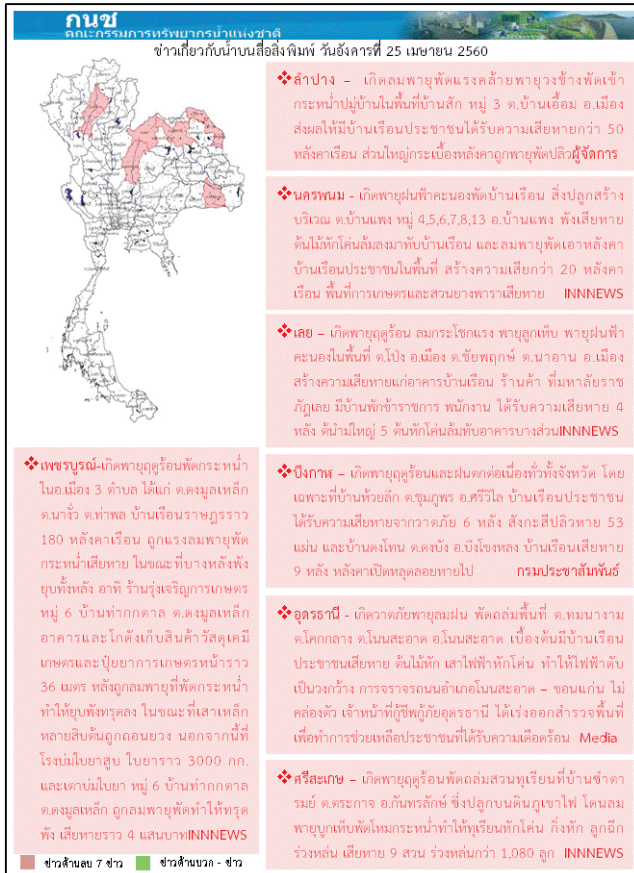 กนช
คณะกรรมการทรัพยากรน้ำแห่งชาติ
ข่าวเกี่ยวกับน้ำบนสื่อสิ่งพิมพ์ วันอังคารที่ 25 เมษายน 2560
❖ลำปาง – เกิดลมพายุพัดแรงคล้ายพายุวงช้างพัดเข้า
กระหน่ำปมู่บ้านในพื้นที่บ้านสัก หมู่ 3 ต.บ้านเอื้อม อ.เมือง
ส่งผลให้มีบ้านเรือนประชาชนได้รับความเสียหายกว่า 50
หลังคาเรือน ส่วนใหญ่กระเบื้องหลังคาถูกพายุพัดปลิวผู้จัดการ
❖นครพนม - เกิดพายุฝนฟ้าคะนองพัดบ้านเรือน สิ่งปลูกสร้าง
บริเวณ ต.บ้านแพง หมู่ 4,5,6,7,8,13 อ.บ้านแพง พังเสียหาย
ต้นไม้หักโค่นล้มลงมาทับบ้านเรือน และลมพายุพัดเอาหลังคา
บ้านเรือนประชาชนในพื้นที่ สร้างความเสียกว่า 20 หลังคา
เรือน พื้นที่การเกษตรและสวนยางพาราเสียหาย INNNEWS
❖เลย – เกิดพายุฤดูร้อน ลมกระโชกแรง พายุลูกเห็บ พายุฝนฟ้า
คะนองในพื้นที่ ต.โป่ง อ.เมือง ต.ชัยพฤกษ์ ต.นาอาน อ.เมือง
สร้างความเสียหายแก่อาคารบ้านเรือน ร้านค้า ที่มหาลัยราช
ภัฏเลย มีบ้านพักข้าราชการ พนักงาน ได้รับความเสียหาย 4
หลัง ต้นำมใหญ่ 5 ต้นหักโค่นล้มทับอาคารบางส่วนINNNEWS
❖เพชรบูรณ์-เกิดพายุฤดูร้อนพัดกระหน่ำ
ในอ.เมือง 3 ตำบล ได้แก่ ต.ดงมูลเหล็ก
ต.นางั่ว ต.ท่าพล บ้านเรือนราษฎรราว
180 หลังคาเรือน ถูกแรงลมพายุพัด
กระหน่ำเสียหาย ในขณะที่บางหลังพัง
ยุบทั้งหลัง อาทิ ร้านรุ่งเจริญการเกษตร
หมู่ 6 บ้านท่ากกตาล ต.ดงมูลเหล็ก
อาคารและโกดังเก็บสินค้าวัสดุเคมี
เกษตรและปุ๋ยยาการเกษตรหน้าราว
36 เมตร หลังถูกลมพายุที่พัดกระหน่ำ
ทำให้ยุบพังทรุดลง ในขณะที่เสาเหล็ก
หลายสิบต้นถูกถอนยวง นอกจากนี้ที่
โรงบ่มใบยาสูบ ใบยาราว 3000 กก.
และเตาบ่มใบยา หมู่ 6 บ้านท่ากกตาล
ต.ดงมูลเหล็ก ถูกลมพายุพัดทำให้ทรุด
พัง เสียหายราว 4 แสนบาทINNNEWS
❖บึงกาฬ – เกิดพายุฤดูร้อนและฝนตกต่อเนื่องทั่วทั้งจังหวัด โดย
เฉพาะที่บ้านห้วยลึก ต.ชุมภูพร อ.ศรีวิไล บ้านเรือนประชาชน
ได้รับความเสียหายจากวาตภัย 6 หลัง สังกะสีปลิวหาย 53
แผ่น และบ้านดงโทน ต.ดงบัง อ.บึงโขงหลง บ้านเรือนเสียหาย
9 หลัง หลังคาเปิดหลุดลอยหายไป กรมประชาสัมพันธ์
❖อุดรธานี - เกิดวาตภัยพายุลมฝน พัดถล่มพื้นที่ ต.ทมนางาม
ต.โคกกลาง ต.โนนสะอาด อ.โนนสะอาด เบื้องต้นมีบ้านเรือน
ประชาชนเสียหาย ต้นไม้หัก เสาไฟฟ้าหักโค่น ทำให้ไฟฟ้าดับ
เป็นวงกว้าง การจราจรถนนอำเภอโนนสะอาด – ขอนแก่น ไม่
คล่องตัว เจ้าหน้าที่กู้ชีพกู้ภัยอุดรธานี ได้เร่งออกสำรวจพื้นที่
เพื่อทำการช่วยเหลือประชาชนที่ได้รับความเดือดร้อน Media
❖ศรีสะเกษ – เกิดพายุฤดูร้อนพัดถล่มสวนทุเรียนที่บ้านซำตา
รมย์ ต.ตระกาจ อ.กันทรลักษ์ ซึ่งปลูกบนดินภูเขาไฟ โดนลม
พายุบูกเห็บพัดโหมกระหน่ำทำให้ทุเรียนหักโค่น กิ่งหัก ลูกฉีก
ร่วงหล่น เสียหาย 9 สวน ร่วงหล่นกว่า 1,080 ลูก INNNEWS
ข่าวด้านลบ 7 ข่าว ข่าวด้านบวก - ข่าว